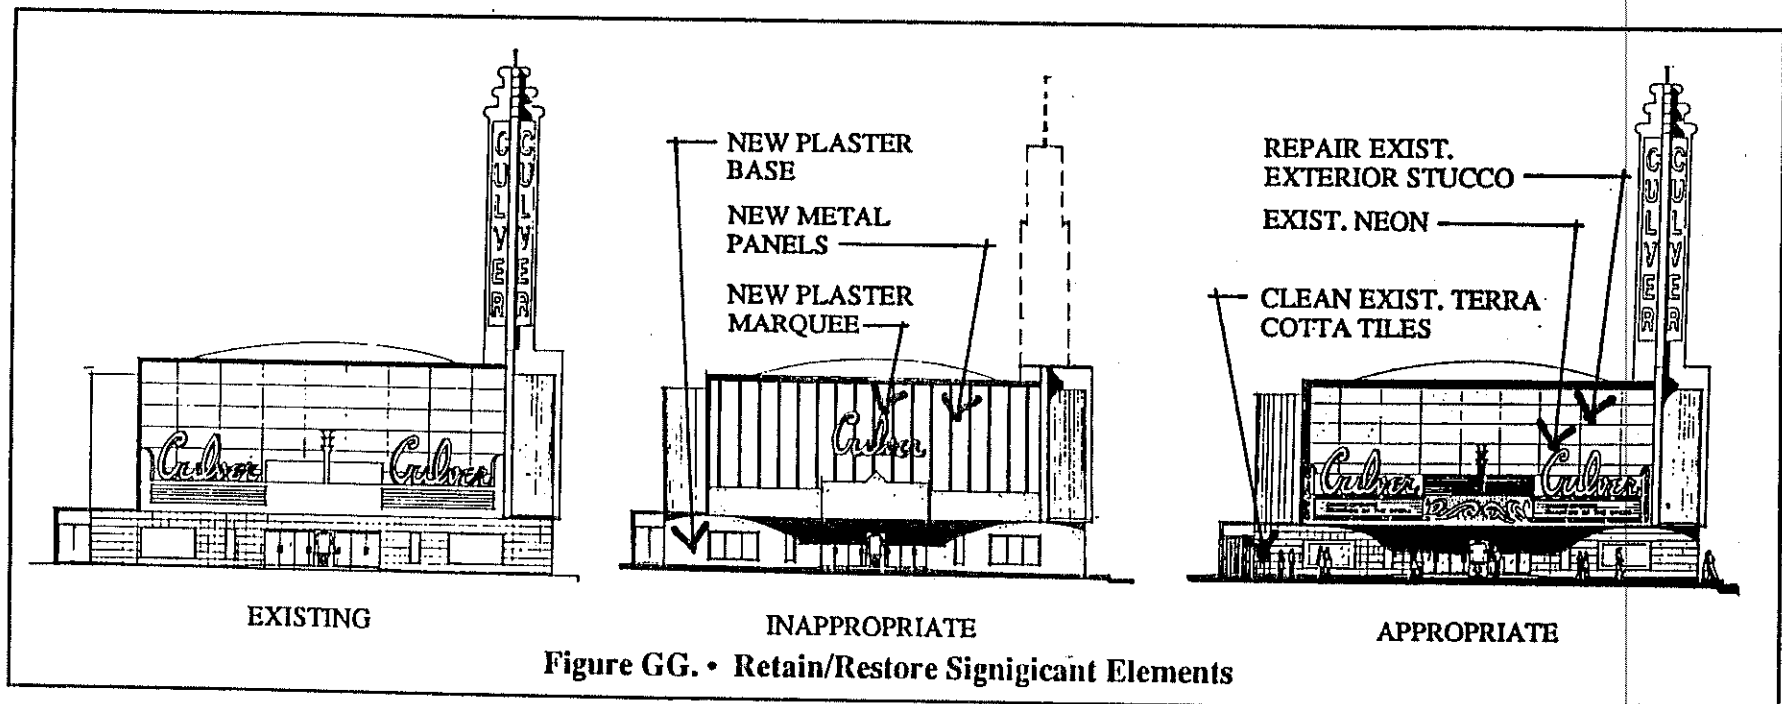 CULVER
CULVER
Culver
Culver
EXISTING
NEW PLASTER
BASE
NEW METAL
PANELS
NEW PLASTER
MARQUEE
Culver
INAPPROPRIATE
REPAIR EXIST.
EXTERIOR STUCCO
EXIST. NEON
CLEAN EXIST. TERRA
COTTA TILES
CULVER
CULVER
Culver
Culver
APPROPRIATE
Figure GG. • Retain/Restore Signigicant Elements